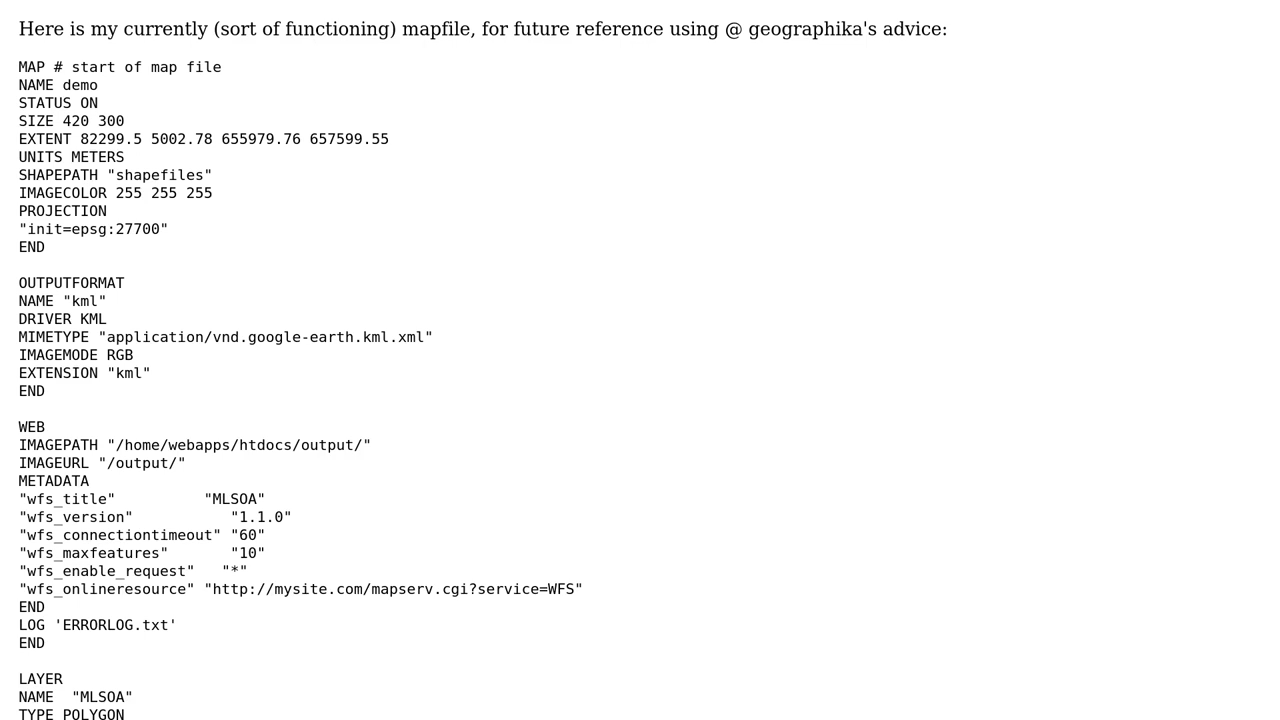 Here is my currently (sort of functioning) mapfile, for future reference using @ geographika's advice:
MAP # start of map file
NAME demo
STATUS ON
SIZE 420 300
EXTENT 82299.5 5002.78 655979.76 657599.55
UNITS METERS
SHAPEPATH "shapefiles"
IMAGECOLOR 255 255 255
PROJECTION
"init=epsg:27700"
END
OUTPUTFORMAT
NAME "kml"
DRIVER KML
MIMETYPE "application/vnd.google-earth.kml.xml"
IMAGEMODE RGB
EXTENSION "kml"
END
WEB
IMAGEPATH "/home/webapps/htdocs/output/"
IMAGEURL "/output/"
METADATA
"wfs_title"          "MLSOA"
"wfs_version"           "1.1.0"
"wfs_connectiontimeout" "60"
"wfs_maxfeatures"       "10"
"wfs_enable_request"   "*"
"wfs_onlineresource" "http://mysite.com/mapserv.cgi?service=WFS"
END
LOG 'ERRORLOG.txt'
END
LAYER
NAME  "MLSOA"
TYPE POLYGON